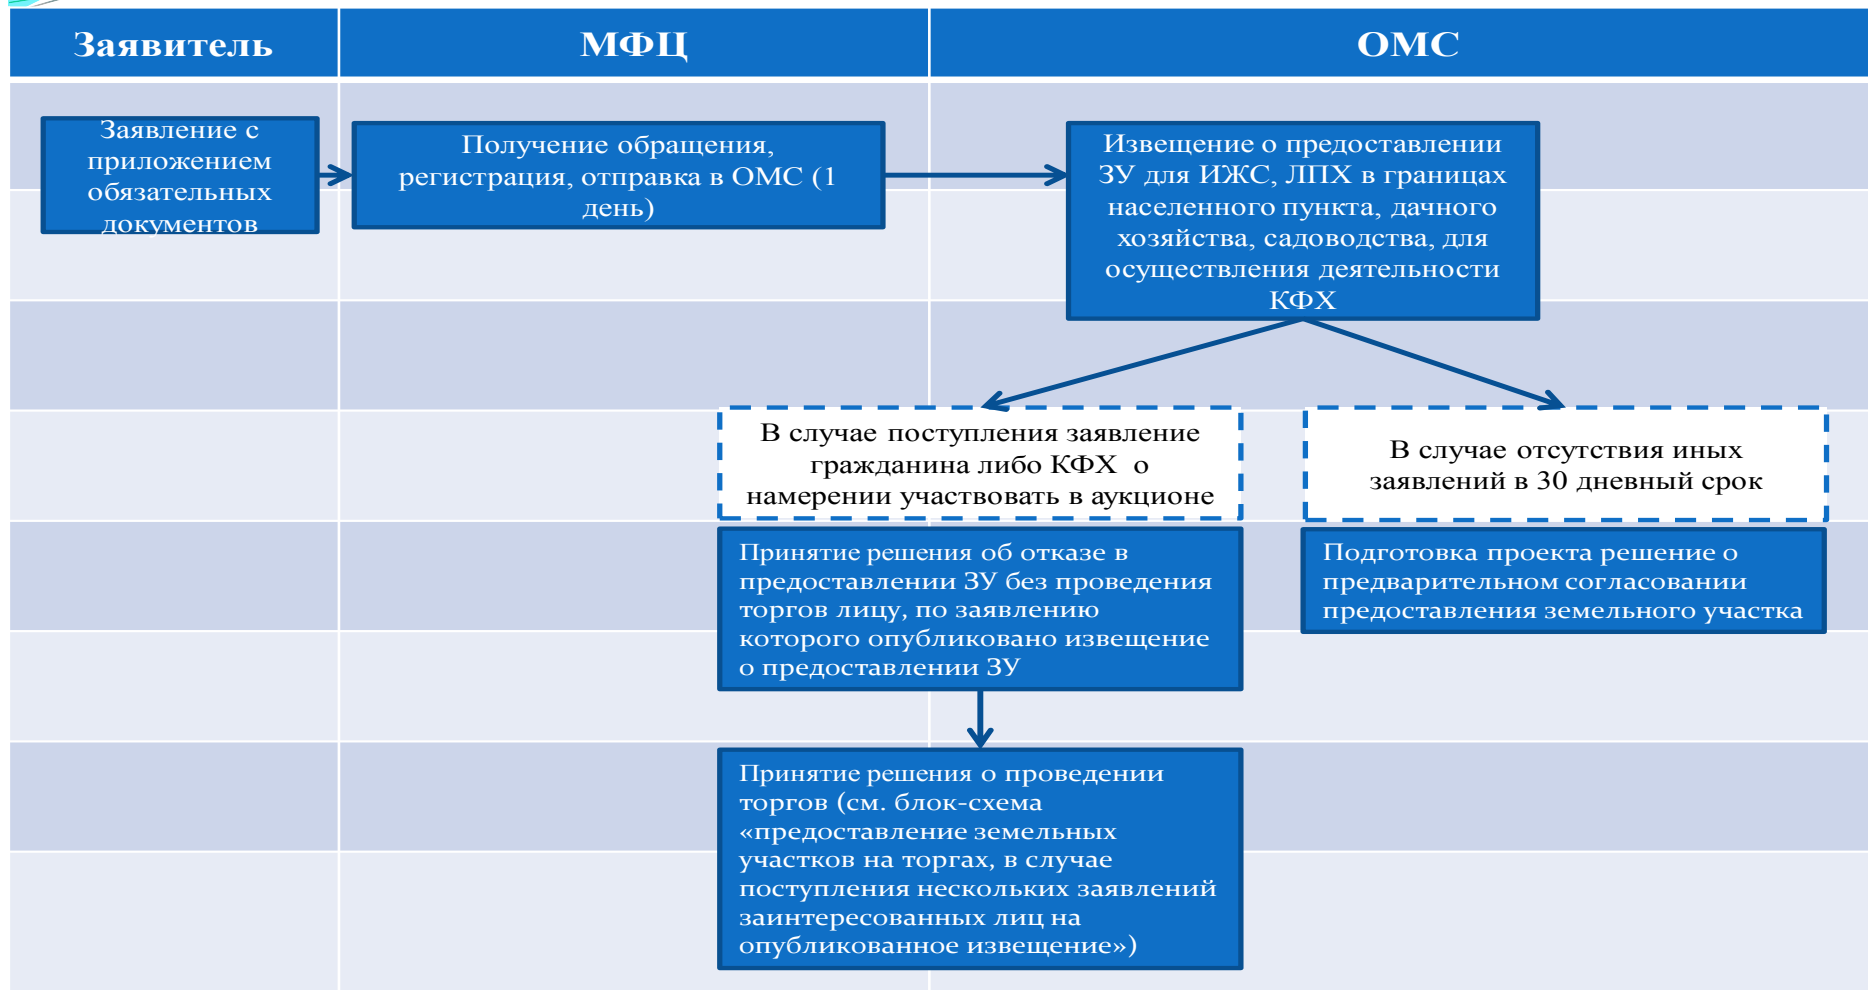 Заявитель
МФЦ
ОМС
Заявление с
приложением
обязательных
документов
Получение обращения,
регистрация, отправка в ОМС (1
день)
Извещение о предоставлении
ЗУ для ИЖС, ЛПХ в границах
населенного пункта, дачного
хозяйства, садоводства, для
осуществления деятельности
КФХ
В случае поступления заявление
гражданина либо КФХ о
намерении участвовать в аукционе
В случае отсутствия иных
заявлений в 30 дневный срок
Принятие решения об отказе в
предоставлении ЗУ без проведения
торгов лицу, по заявлению
которого опубликовано извещение
о предоставлении ЗУ
Подготовка проекта решение о
предварительном согласовании
предоставления земельного участка
Принятие решения о проведении
торгов (см. блок-схема
«предоставление земельных
участков на торгах, в случае
поступления нескольких заявлений
заинтересованных лиц на
опубликованное извещение»)